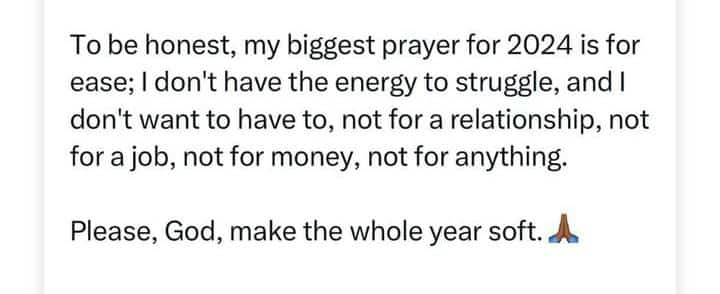 To be honest, my biggest prayer for 2024 is for
ease; I don't have the energy to struggle, and I
don't want to have to, not for a relationship, not
for a job, not for money, not for anything.
Please, God, make the whole year soft. 🙏🏾